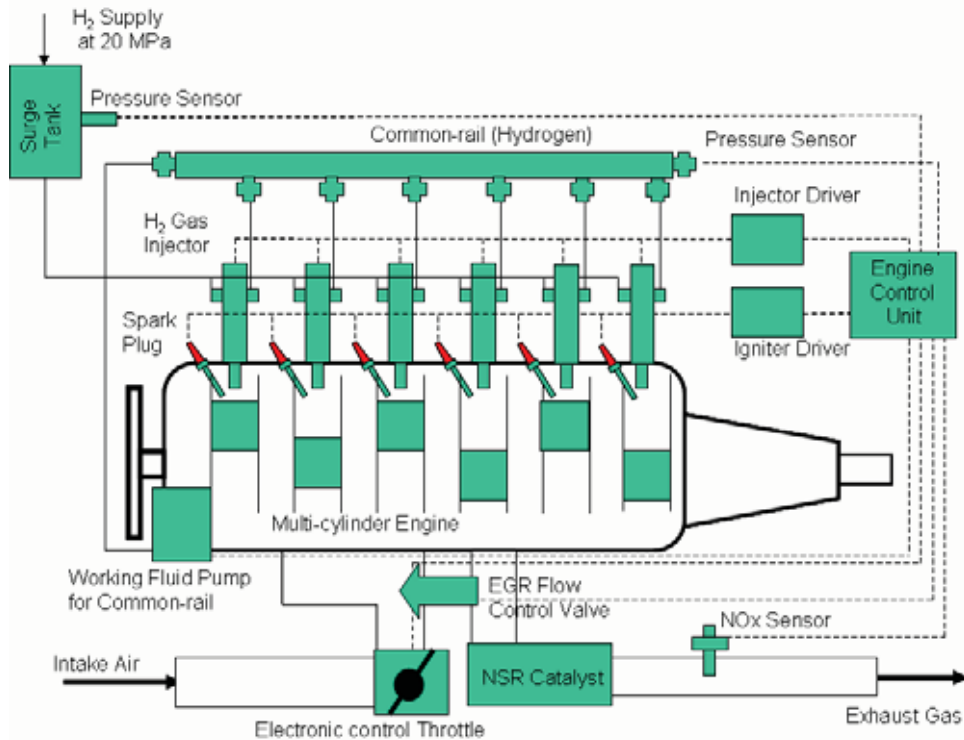 H2 Supply
at 20 MPa
Surge
Tank
Pressure Sensor
Common-rail (Hydrogen)
Pressure Sensor
Injector Driver
H2 Gas
Injector
Engine
Control
Unit
Spark
Plug
Igniter Driver
Multi-cylinder Engine
Working Fluid Pump
for Common-rail
EGR Flow
Control Valve
NOx Sensor
Intake Air
NSR Catalyst
Electronic control Throttle
Exhaust Gas